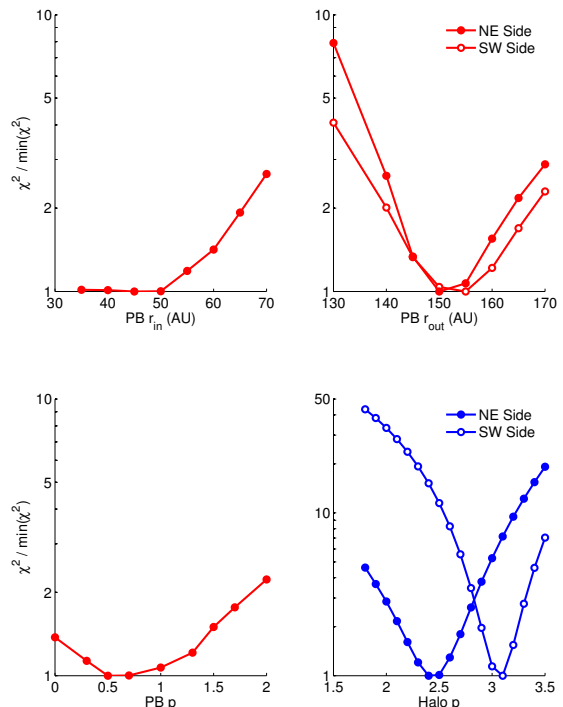 10
5
2
1
χ² / min(χ²)
30 40 50 60 70
PB r_in (AU)
10
5
2
1
NE Side
SW Side
130 140 150 160 170
PB r_out (AU)
10
5
2
1
χ² / min(χ²)
0 0.5 1 1.5 2
PB p
50
10
1
NE Side
SW Side
1.5 2 2.5 3 3.5
Halo p